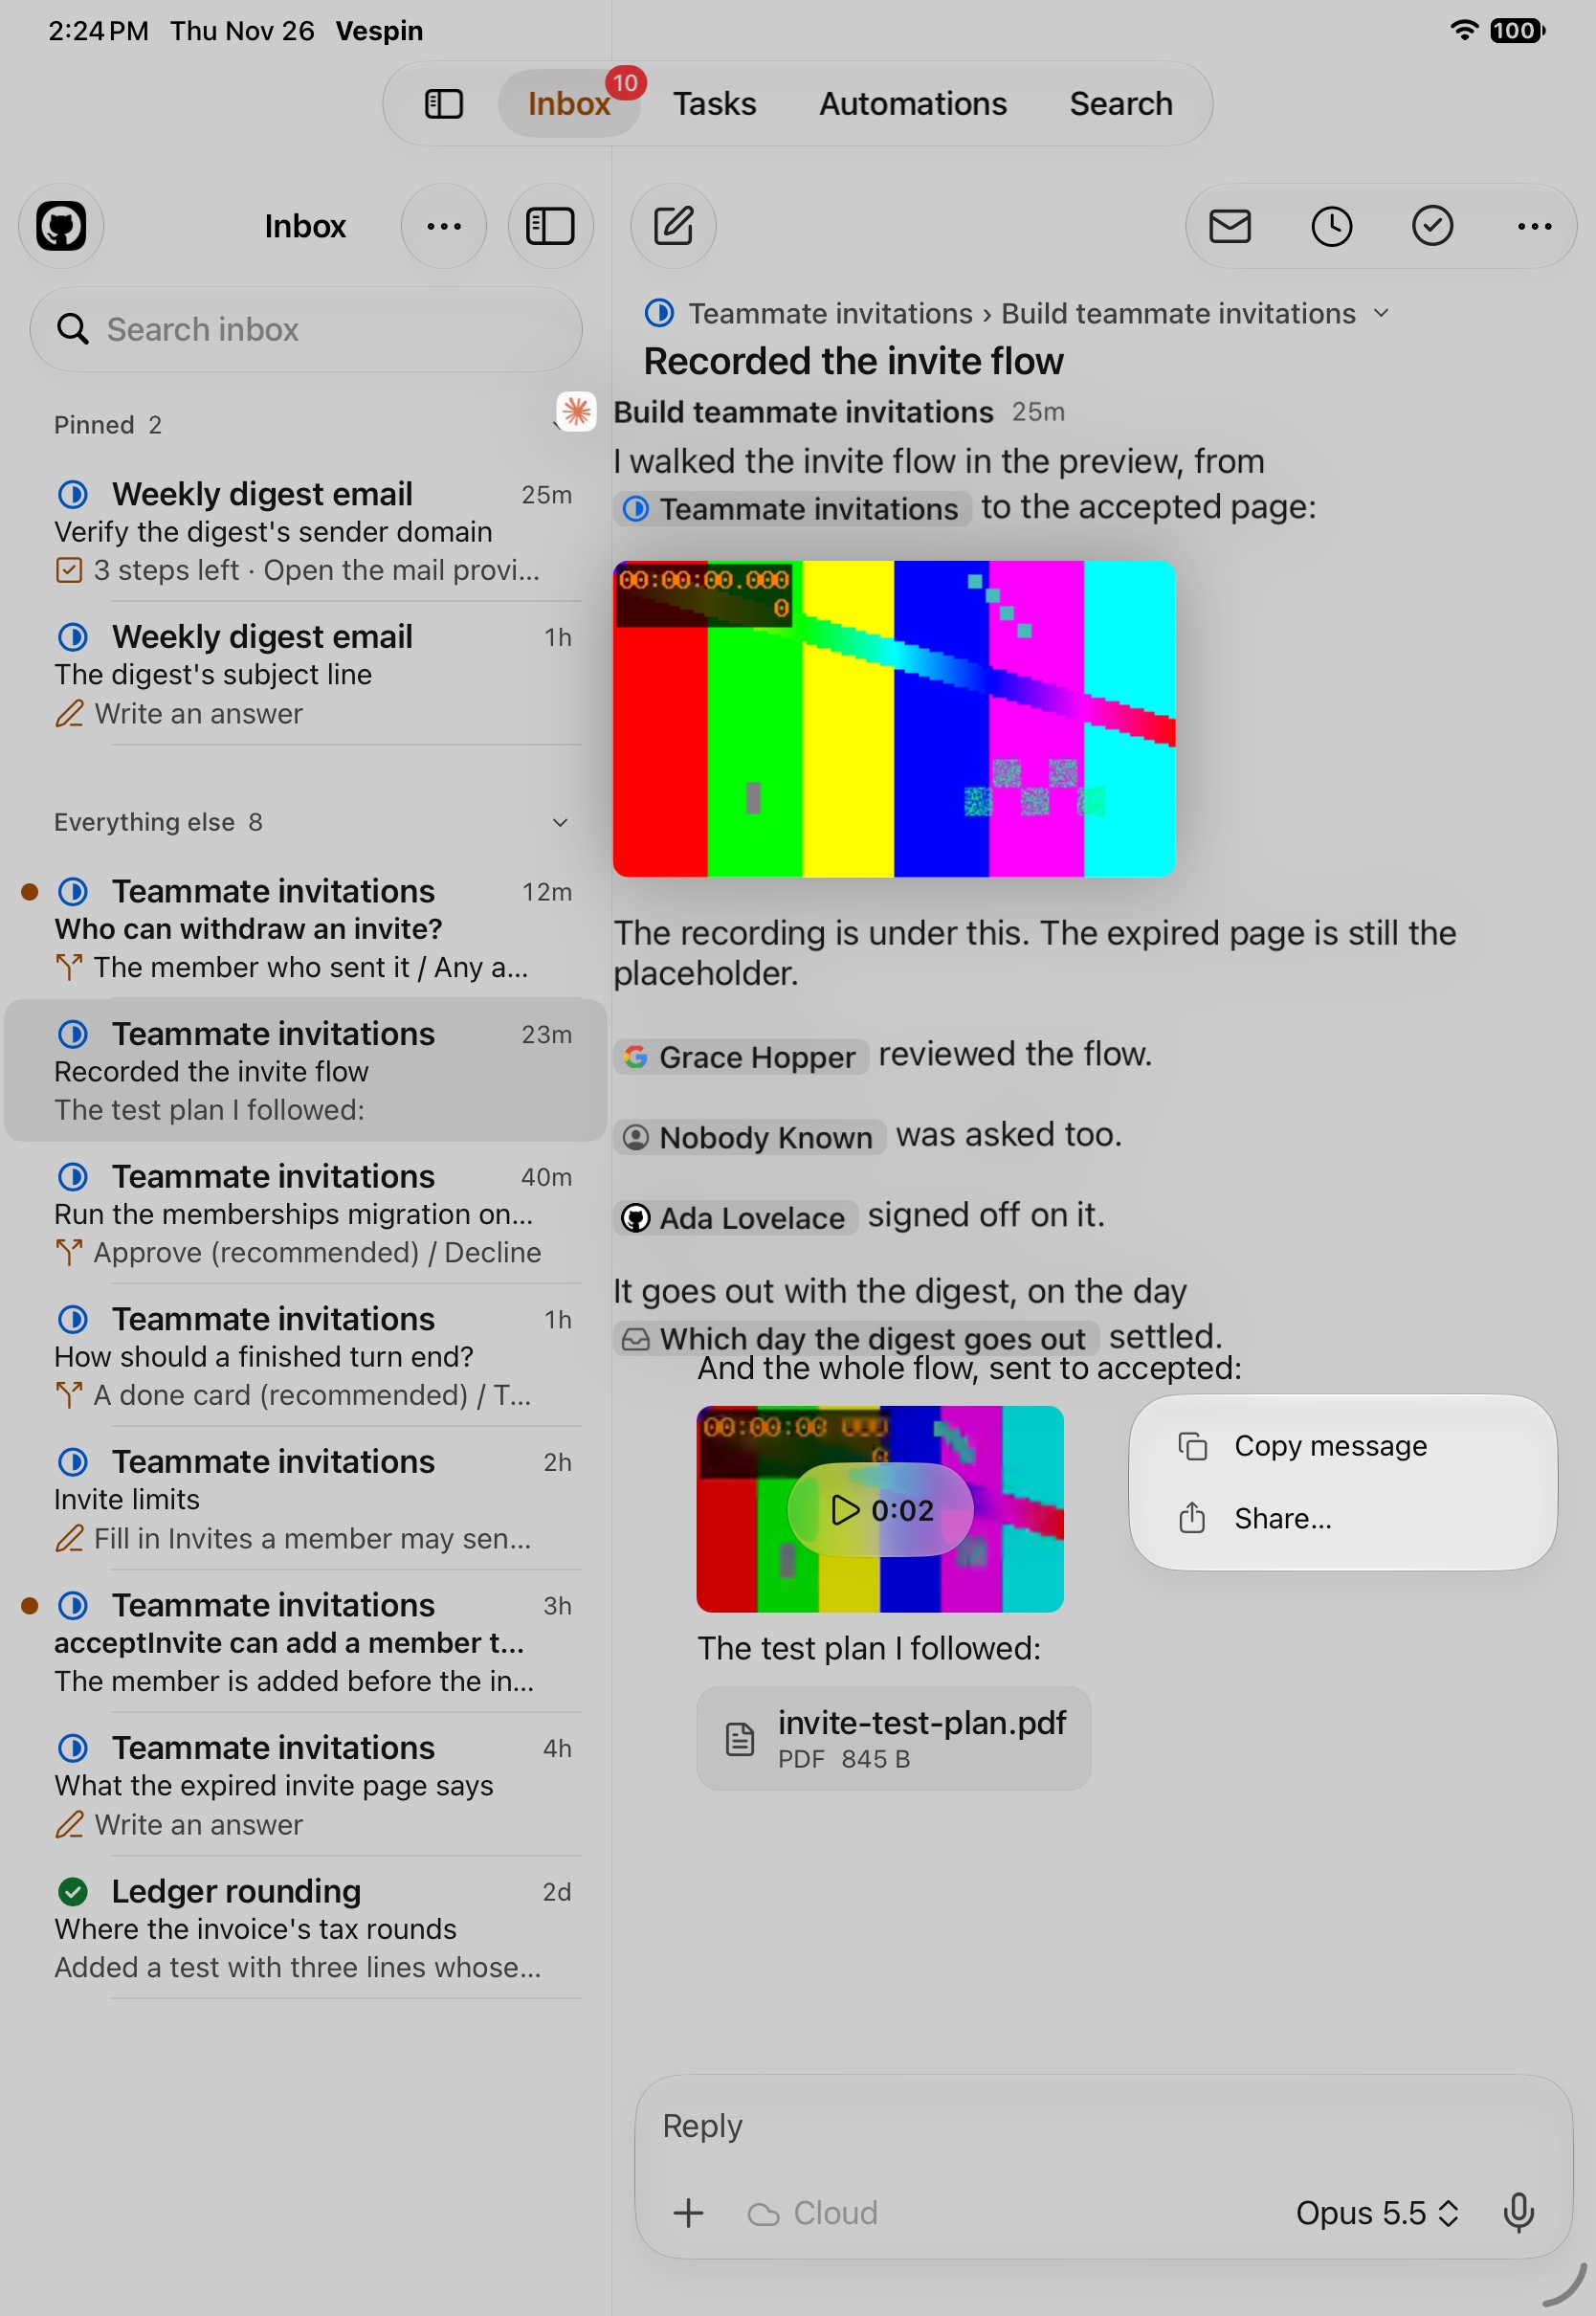 2:24 PM Thu Nov 26 Vespin
100
Inbox 10 Tasks Automations Search
Inbox
Search inbox
Pinned 2
Weekly digest email 25m
Verify the digest's sender domain
3 steps left · Open the mail provi...
Weekly digest email 1h
The digest's subject line
Write an answer
Everything else 8
Teammate invitations 12m
Who can withdraw an invite?
The member who sent it / Any a...
Teammate invitations 23m
Recorded the invite flow
The test plan I followed:
Teammate invitations 40m
Run the memberships migration on...
Approve (recommended) / Decline
Teammate invitations 1h
How should a finished turn end?
A done card (recommended) / T...
Teammate invitations 2h
Invite limits
Fill in Invites a member may sen...
Teammate invitations 3h
acceptInvite can add a member t...
The member is added before the in...
Teammate invitations 4h
What the expired invite page says
Write an answer
Ledger rounding 2d
Where the invoice's tax rounds
Added a test with three lines whose...
Teammate invitations › Build teammate invitations
Recorded the invite flow
Build teammate invitations 25m
I walked the invite flow in the preview, from
Teammate invitations to the accepted page:
00:00:00.000
0
The recording is under this. The expired page is still the
placeholder.
Grace Hopper reviewed the flow.
Nobody Known was asked too.
Ada Lovelace signed off on it.
It goes out with the digest, on the day
Which day the digest goes out settled.
And the whole flow, sent to accepted:
00:00:00
0:02
Copy message
Share...
The test plan I followed:
invite-test-plan.pdf
PDF 845 B
Reply
Cloud
Opus 5.5